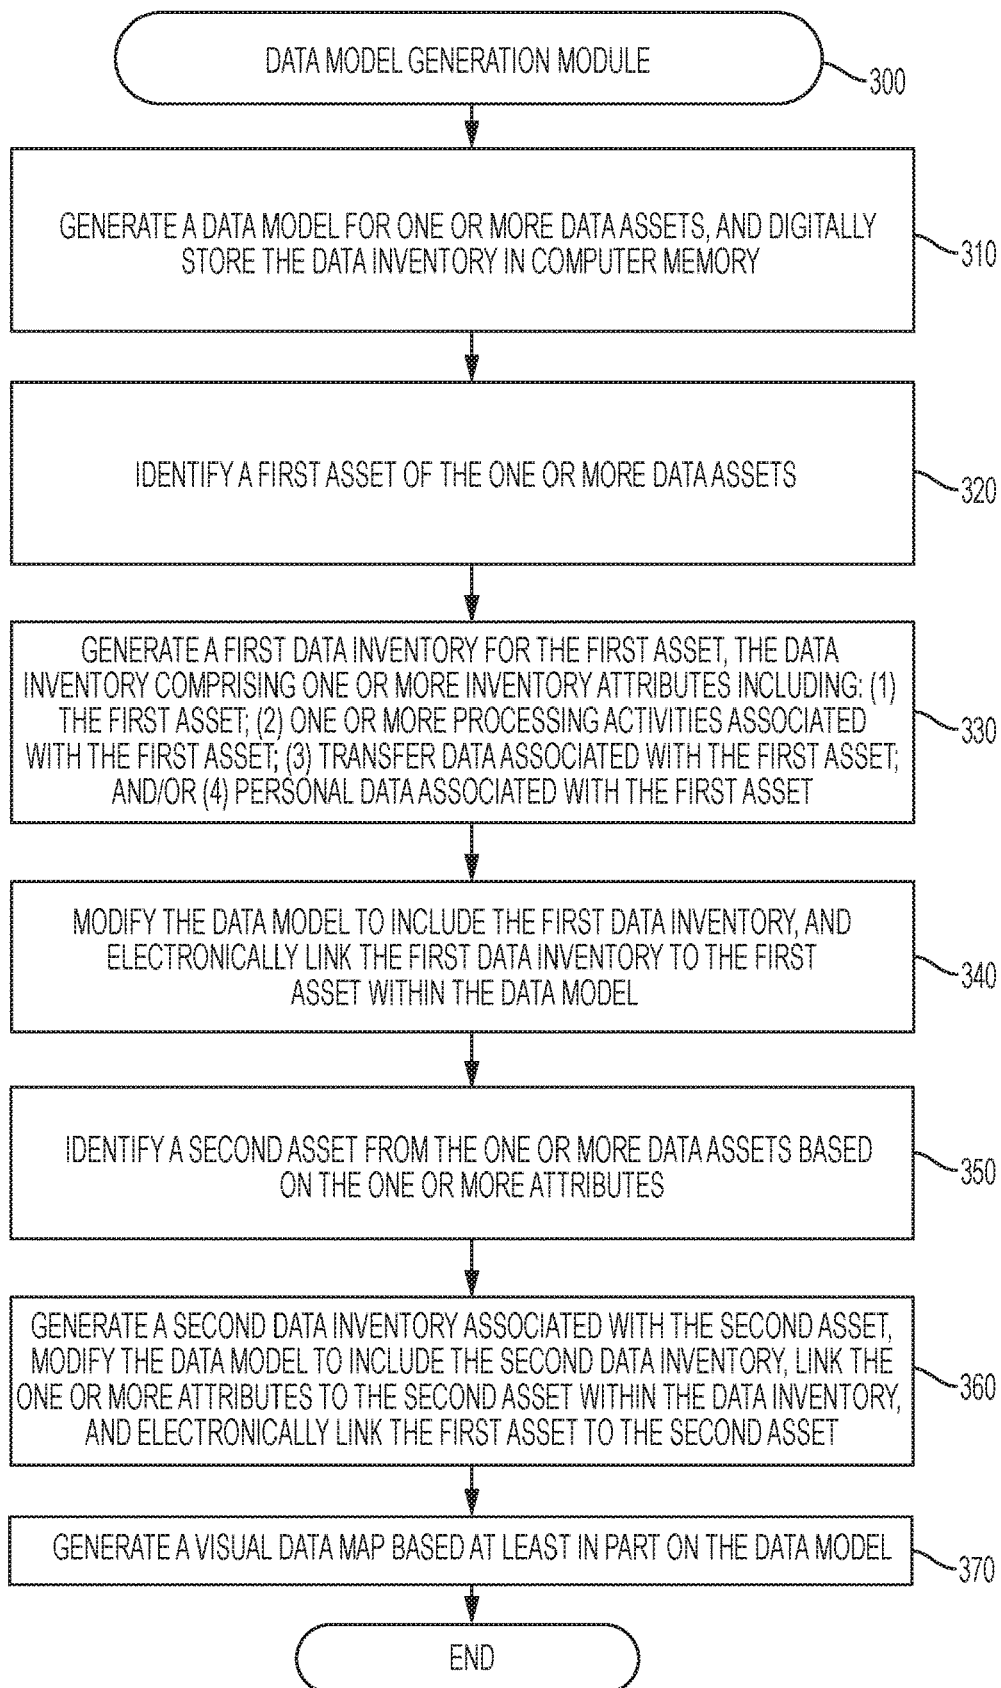 DATA MODEL GENERATION MODULE
300
GENERATE A DATA MODEL FOR ONE OR MORE DATA ASSETS, AND DIGITALLY
STORE THE DATA INVENTORY IN COMPUTER MEMORY
310
IDENTIFY A FIRST ASSET OF THE ONE OR MORE DATA ASSETS
320
GENERATE A FIRST DATA INVENTORY FOR THE FIRST ASSET, THE DATA
INVENTORY COMPRISING ONE OR MORE INVENTORY ATTRIBUTES INCLUDING: (1)
THE FIRST ASSET; (2) ONE OR MORE PROCESSING ACTIVITIES ASSOCIATED
WITH THE FIRST ASSET; (3) TRANSFER DATA ASSOCIATED WITH THE FIRST ASSET;
AND/OR (4) PERSONAL DATA ASSOCIATED WITH THE FIRST ASSET
330
MODIFY THE DATA MODEL TO INCLUDE THE FIRST DATA INVENTORY, AND
ELECTRONICALLY LINK THE FIRST DATA INVENTORY TO THE FIRST
ASSET WITHIN THE DATA MODEL
340
IDENTIFY A SECOND ASSET FROM THE ONE OR MORE DATA ASSETS BASED
ON THE ONE OR MORE ATTRIBUTES
350
GENERATE A SECOND DATA INVENTORY ASSOCIATED WITH THE SECOND ASSET,
MODIFY THE DATA MODEL TO INCLUDE THE SECOND DATA INVENTORY, LINK THE
ONE OR MORE ATTRIBUTES TO THE SECOND ASSET WITHIN THE DATA INVENTORY,
AND ELECTRONICALLY LINK THE FIRST ASSET TO THE SECOND ASSET
360
GENERATE A VISUAL DATA MAP BASED AT LEAST IN PART ON THE DATA MODEL
370
END